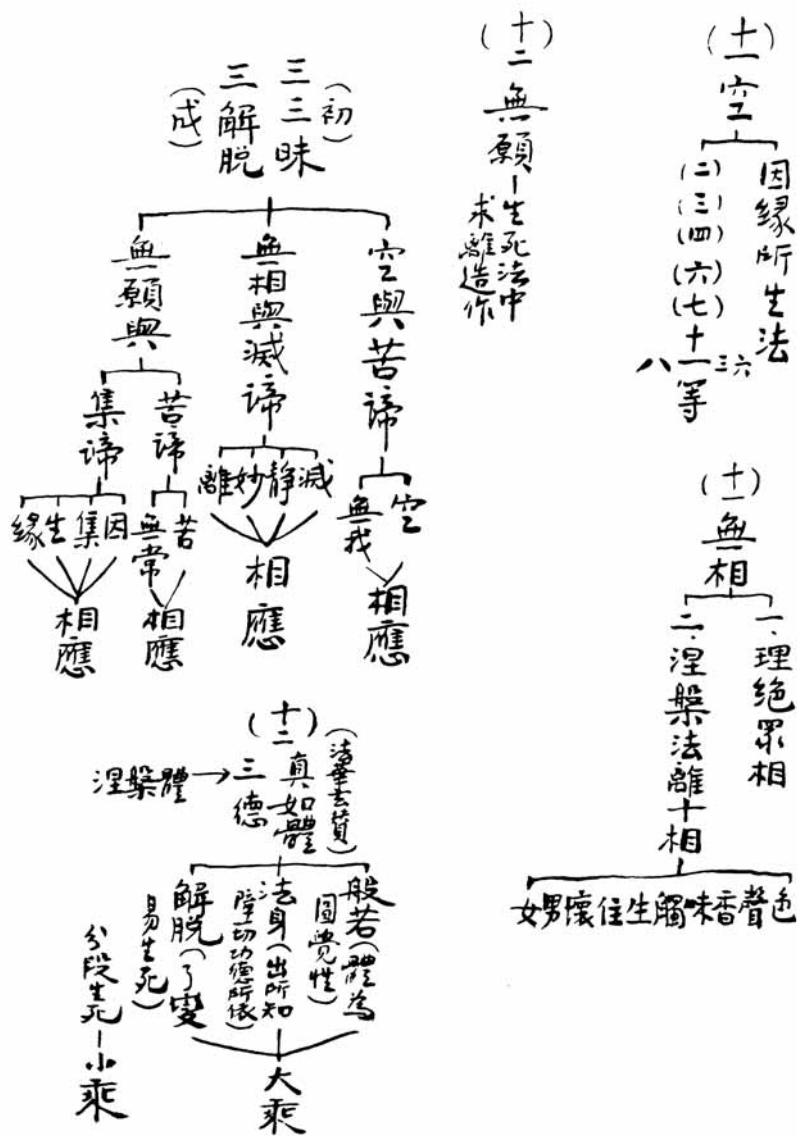 (十一)空
因緣所生法
(二)(三)(四)(六)(七)十一等
八 三六
(十一)無相
一、理絕眾相
二、涅槃法離十相
色聲香味觸生住壞男女
(十二)無願
生死法中
求離造作
(初)
三三昧
三解脫
(成)
空與苦諦
空
無我
相應
無相與滅諦
滅靜妙離
相應
無願與
苦諦
苦
無常
相應
集諦
因集生緣
相應
(十二)
(法華玄贊)
真如體
三德
涅槃體→
般若(體為
圓覺性)
法身(出所知
障一切功德所依)
解脫(了變
易生死)
大乘
分段生死—小乘